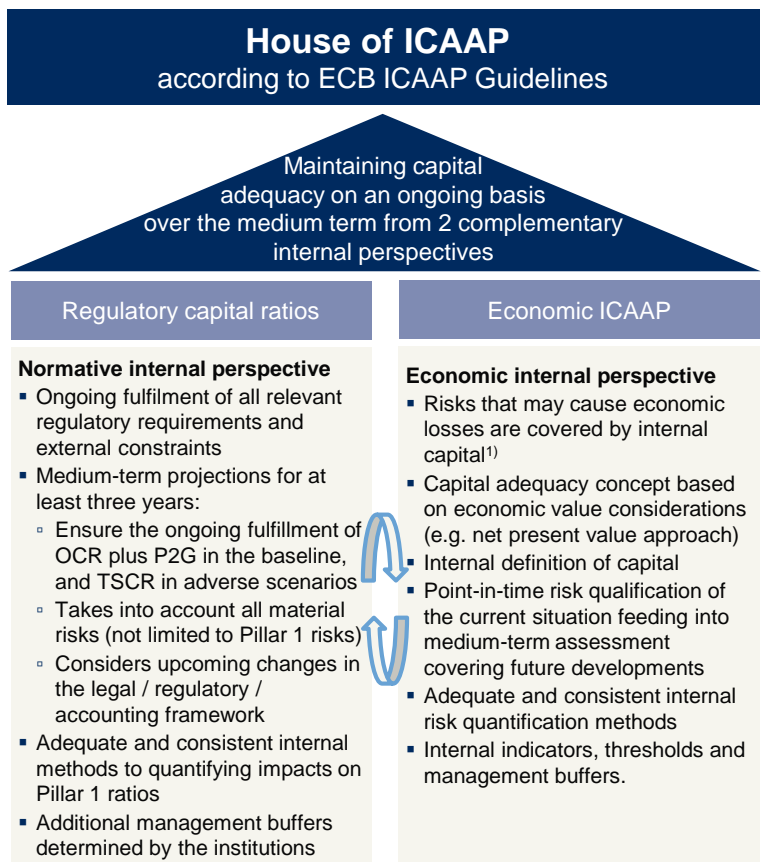 House of ICAAP
according to ECB ICAAP Guidelines
Maintaining capital
adequacy on an ongoing basis
over the medium term from 2 complementary
internal perspectives
Regulatory capital ratios
Normative internal perspective
▪ Ongoing fulfilment of all relevant
regulatory requirements and
external constraints
▪ Medium-term projections for at
least three years:
▫ Ensure the ongoing fulfillment of
OCR plus P2G in the baseline,
and TSCR in adverse scenarios
▫ Takes into account all material
risks (not limited to Pillar 1 risks)
▫ Considers upcoming changes in
the legal / regulatory /
accounting framework
▪ Adequate and consistent internal
methods to quantifying impacts on
Pillar 1 ratios
▪ Additional management buffers
determined by the institutions
Economic ICAAP
Economic internal perspective
▪ Risks that may cause economic
losses are covered by internal
capital1)
▪ Capital adequacy concept based
on economic value considerations
(e.g. net present value approach)
▪ Internal definition of capital
▪ Point-in-time risk qualification of
the current situation feeding into
medium-term assessment
covering future developments
▪ Adequate and consistent internal
risk quantification methods
▪ Internal indicators, thresholds and
management buffers.